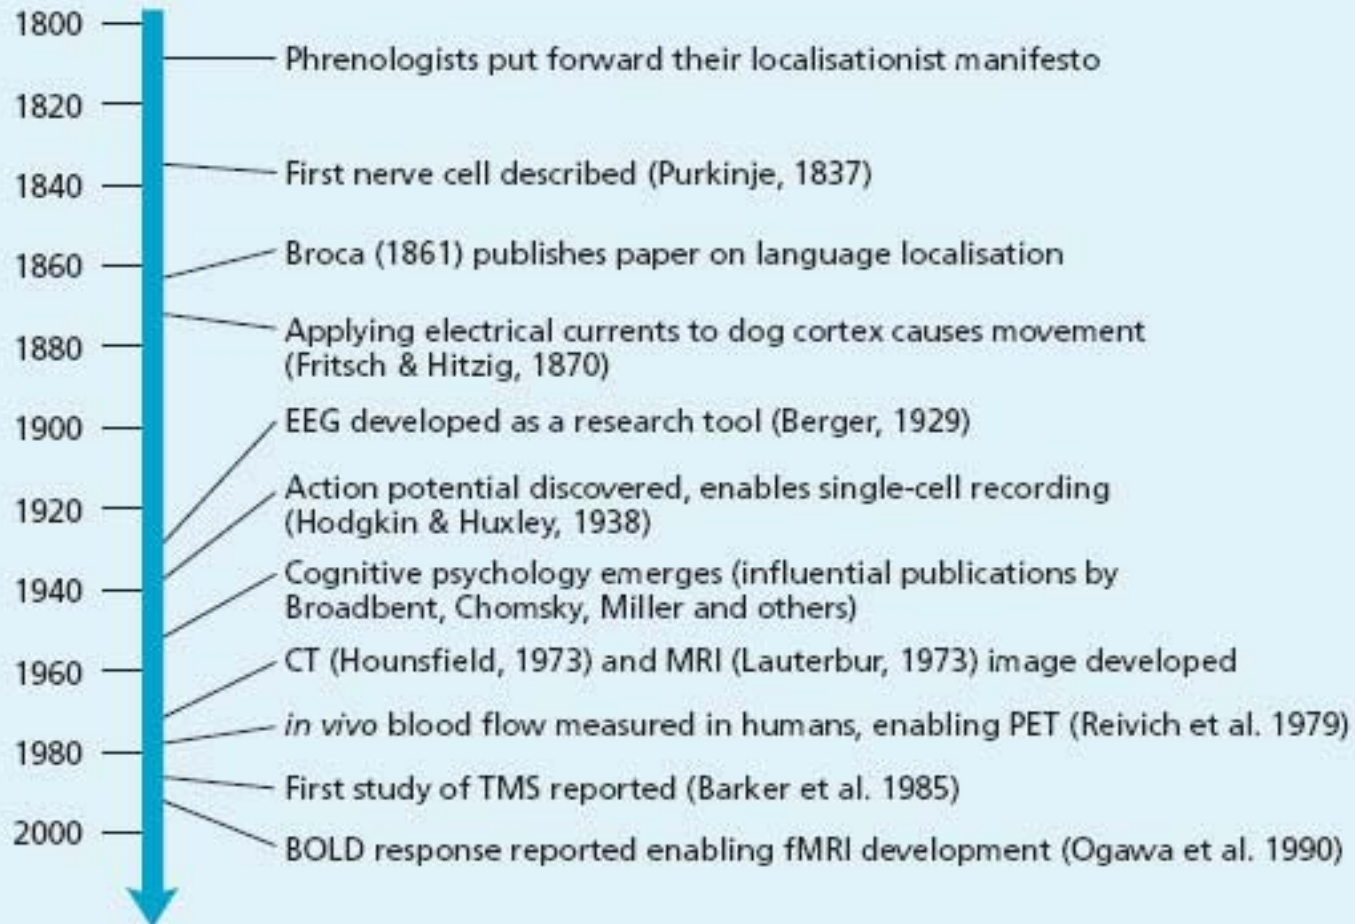 1800
Phrenologists put forward their localisationist manifesto
1820
First nerve cell described (Purkinje, 1837)
1840
Broca (1861) publishes paper on language localisation
1860
Applying electrical currents to dog cortex causes movement
(Fritsch & Hitzig, 1870)
1880
EEG developed as a research tool (Berger, 1929)
1900
Action potential discovered, enables single-cell recording
(Hodgkin & Huxley, 1938)
1920
Cognitive psychology emerges (influential publications by
Broadbent, Chomsky, Miller and others)
1940
CT (Hounsfield, 1973) and MRI (Lauterbur, 1973) image developed
1960
in vivo blood flow measured in humans, enabling PET (Reivich et al. 1979)
1980
First study of TMS reported (Barker et al. 1985)
2000
BOLD response reported enabling fMRI development (Ogawa et al. 1990)